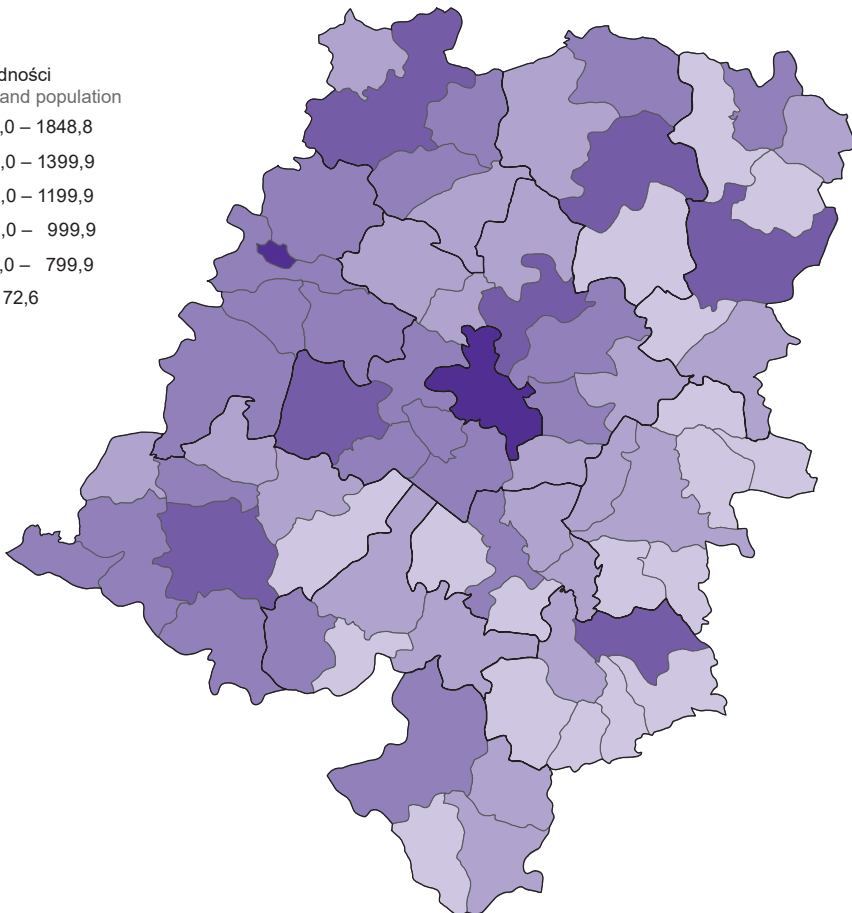 dności
and population
,0 – 1848,8
,0 – 1399,9
,0 – 1199,9
,0 – 999,9
,0 – 799,9
72,6